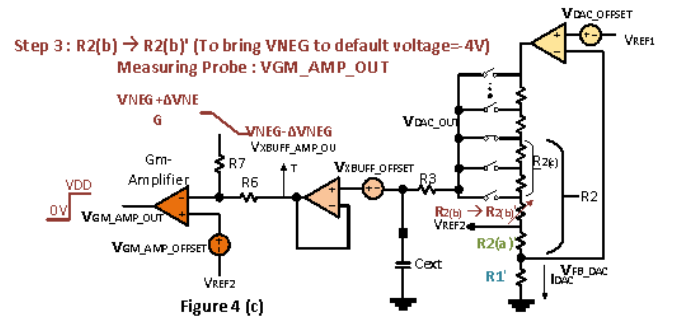 VDAC_OFFSET
VREF1
Step 3 : R2(b) → R2(b)' (To bring VNEG to default voltage=-4V)
Measuring Probe : VGM_AMP_OUT
VNEG+ΔVNE
G
VNEG-ΔVNEG
VXBUFF_AMP_OU
T
VDAC_OUT
Gm-
Amplifier
R7
R6
VXBUFF_OFFSET
R3
R2
VDD
0V
VGM_AMP_OUT
R2(b) → R2(b)'
VREF2
R2(a)
VGM_AMP_OFFSET
VREF2
Cext
R1'
IDAC
VFB_DAC
Figure 4 (c)